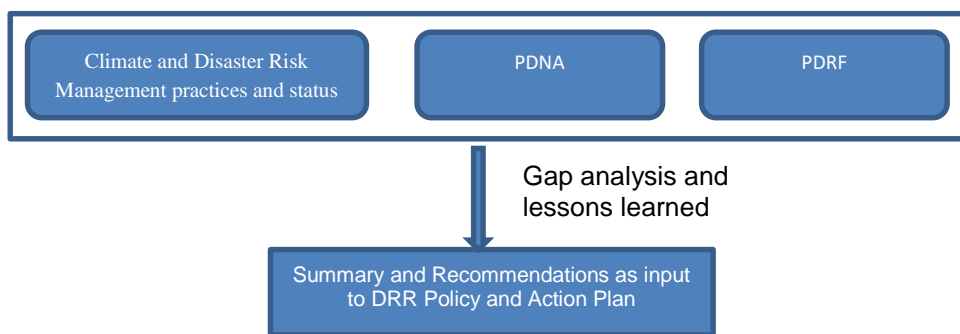 Climate and Disaster Risk
Management practices and status
PDNA
PDRF
Gap analysis and
lessons learned
Summary and Recommendations as input
to DRR Policy and Action Plan